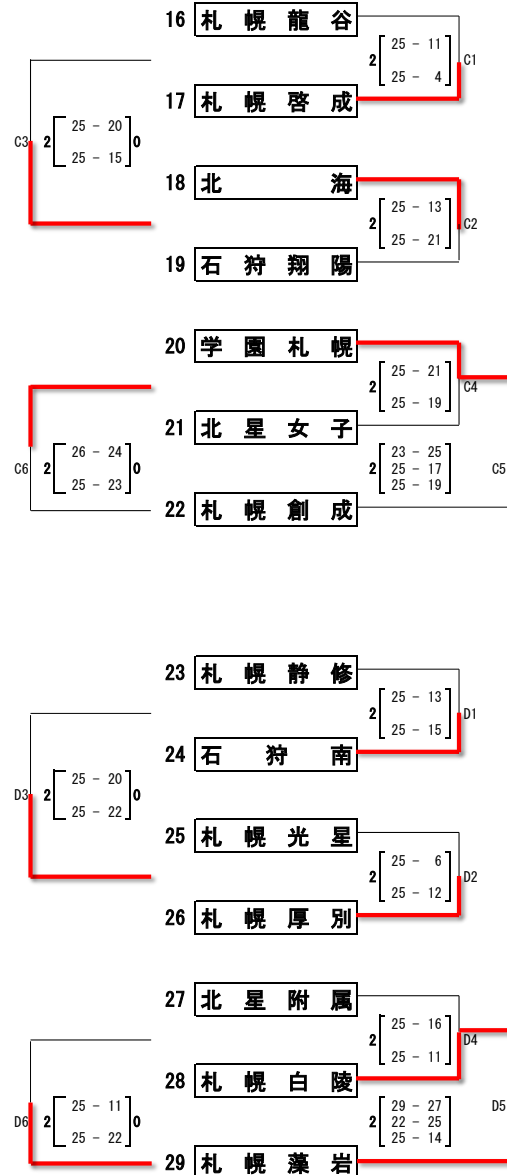 16 札幌龍谷
2 25 - 11 C1
25 - 4
17 札幌啓成
C3 2 25 - 20 0
25 - 15
18 北海
2 25 - 13 C2
25 - 21
19 石狩翔陽
20 学園札幌
2 25 - 21 C4
25 - 19
21 北星女子
C6 2 26 - 24 0
25 - 23
2 23 - 25 C5
25 - 17
25 - 19
22 札幌創成
23 札幌静修
2 25 - 13 D1
25 - 15
24 石狩南
D3 2 25 - 20 0
25 - 22
25 札幌光星
2 25 - 6 D2
25 - 12
26 札幌厚別
27 北星附属
2 25 - 16 D4
25 - 11
28 札幌白陵
D6 2 25 - 11 0
25 - 22
2 29 - 27 D5
22 - 25
25 - 14
29 札幌藻岩